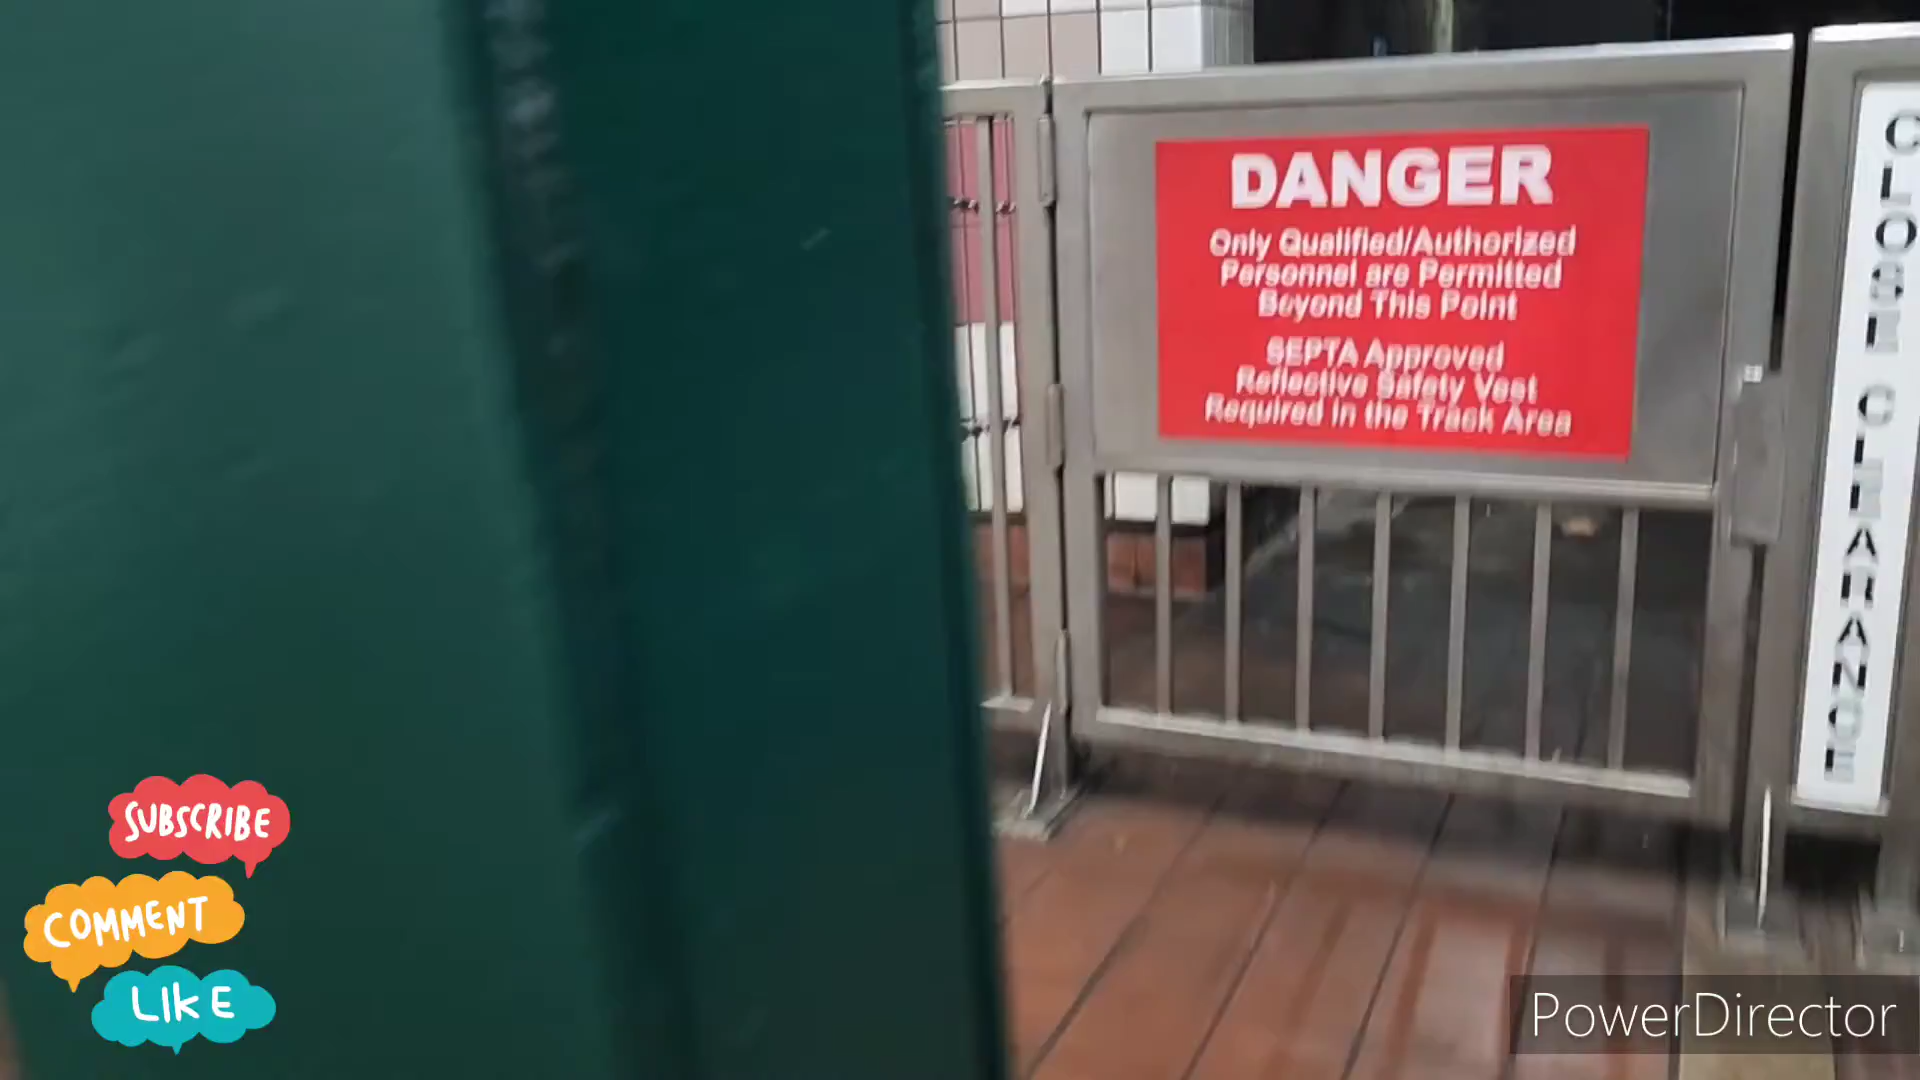 DANGER
Only Qualified/Authorized
Personnel are Permitted
Beyond This Point
SEPTA Approved
Reflective Safety Vest
Required in the Track Area
CLOSE CLEARANCE
SUBSCRIBE
COMMENT
LIKE
PowerDirector